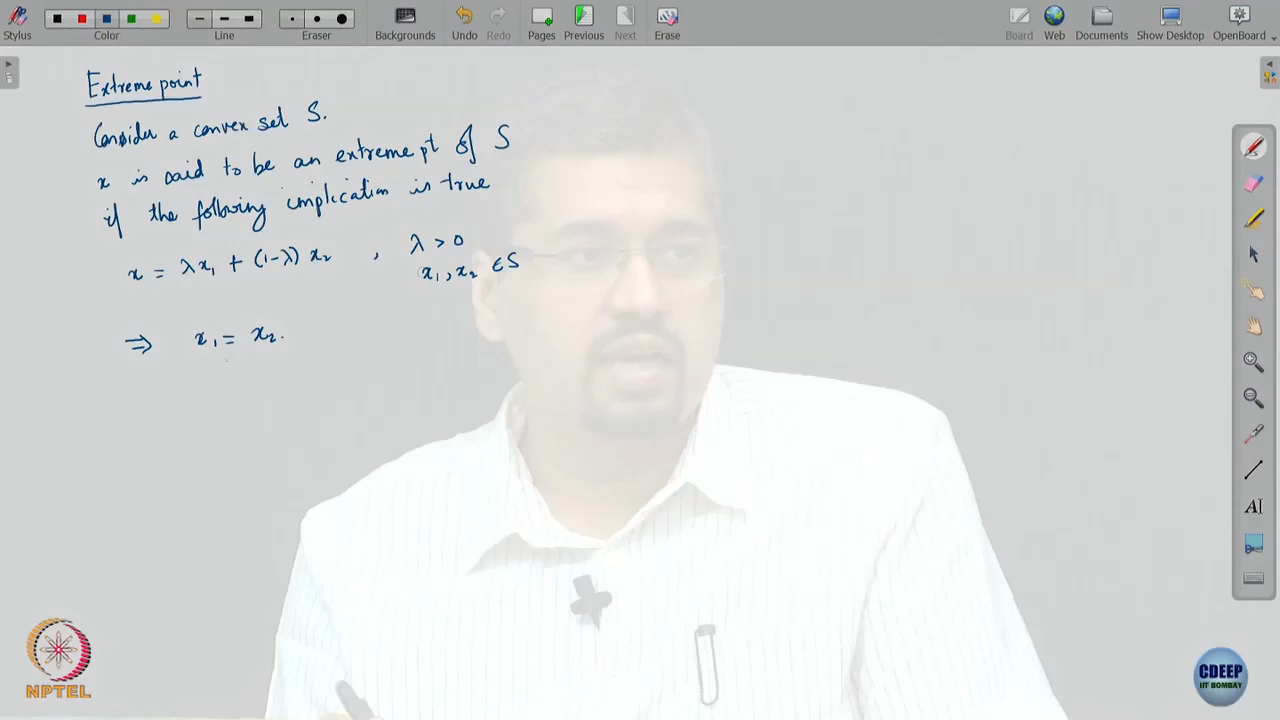 Stylus Color Line Eraser Backgrounds Undo Redo Pages Previous Next Erase Board Web Documents Show Desktop OpenBoard
Extreme point
Consider a convex set S.
x is said to be an extreme pt of S
if the following implication is true
x = λx₁ + (1-λ) x₂ , λ > 0
x₁, x₂ ∈ S
⇒ x₁ = x₂.
AI
NPTEL
CDEEP
IIT BOMBAY